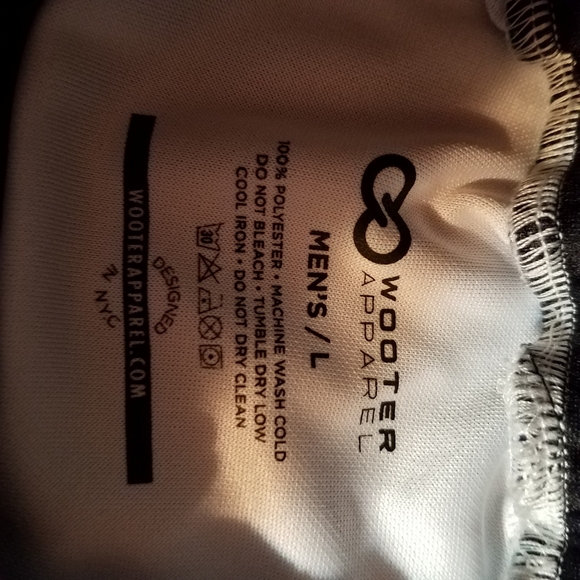 WOOTER
APPAREL
MEN'S / L
100% POLYESTER • MACHINE WASH COLD
DO NOT BLEACH • TUMBLE DRY LOW
COOL IRON • DO NOT DRY CLEAN
30
DESIGNED
WOOTERAPPAREL.COM
N NYC